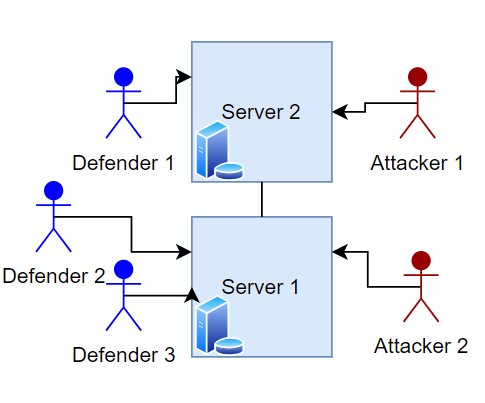 Server 2
Defender 1
Attacker 1
Defender 2
Server 1
Defender 3
Attacker 2